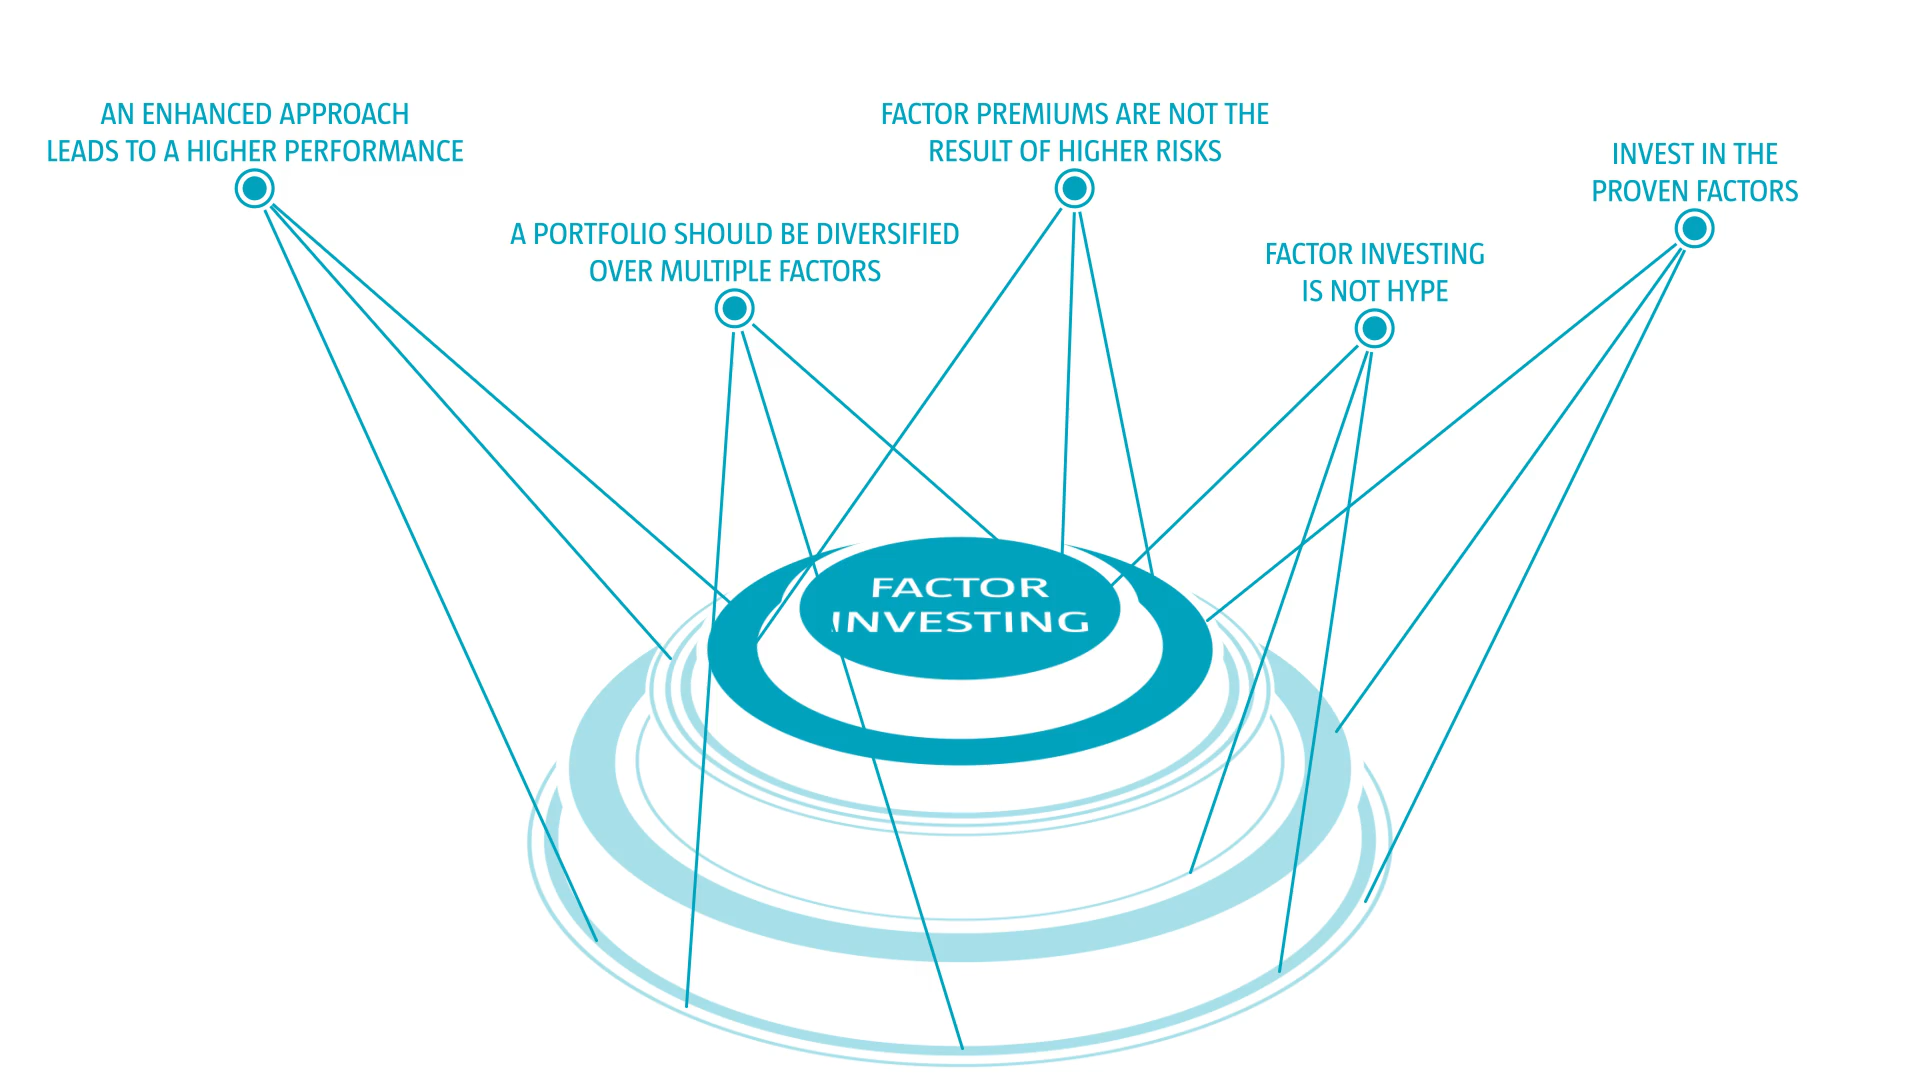 AN ENHANCED APPROACH
LEADS TO A HIGHER PERFORMANCE
A PORTFOLIO SHOULD BE DIVERSIFIED
OVER MULTIPLE FACTORS
FACTOR PREMIUMS ARE NOT THE
RESULT OF HIGHER RISKS
FACTOR INVESTING
IS NOT HYPE
INVEST IN THE
PROVEN FACTORS
FACTOR
INVESTING